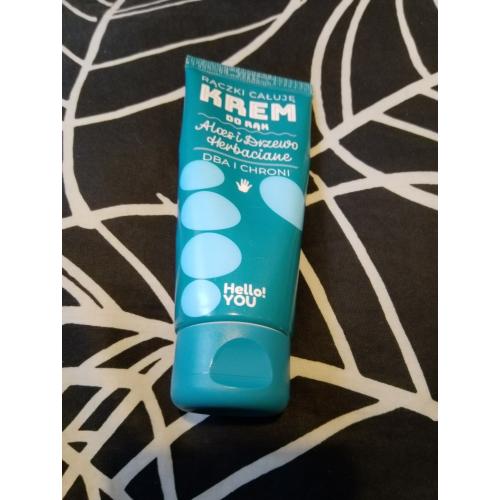 RĄCZKI CAŁUJĘ
KREM
DO RĄK
Aloes i Drzewo
Herbaciane
DBA I CHRONI
Hello!
YOU